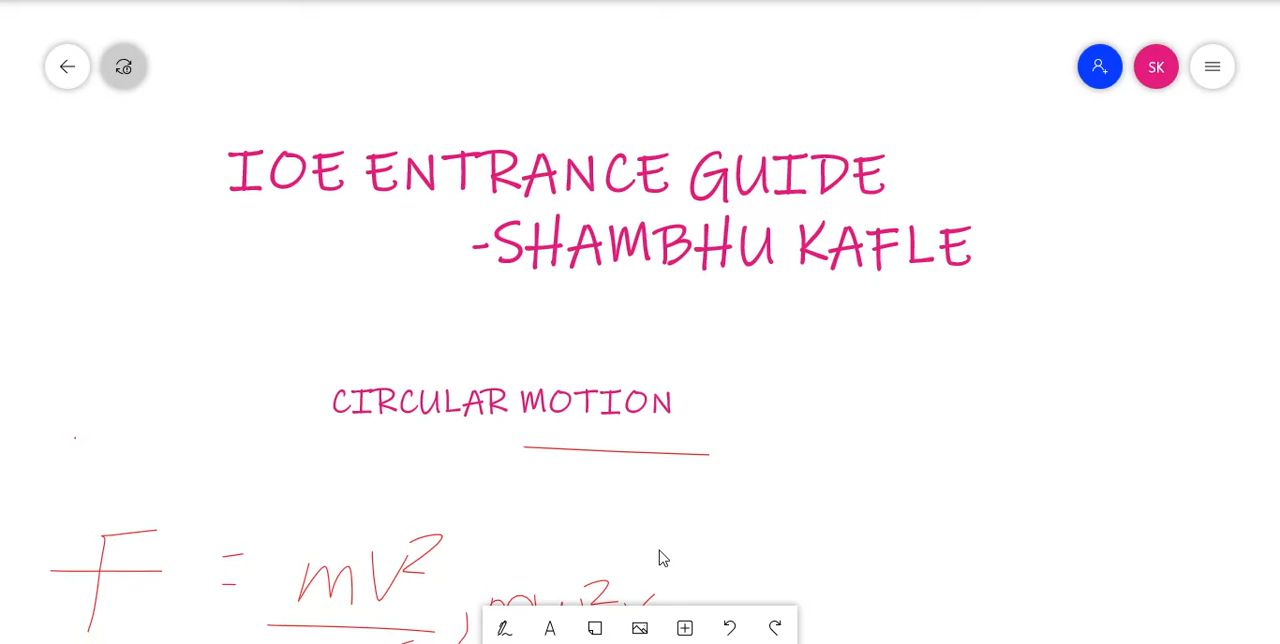 SK
IOE ENTRANCE GUIDE
-SHAMBHU KAFLE
CIRCULAR MOTION
F = mv²